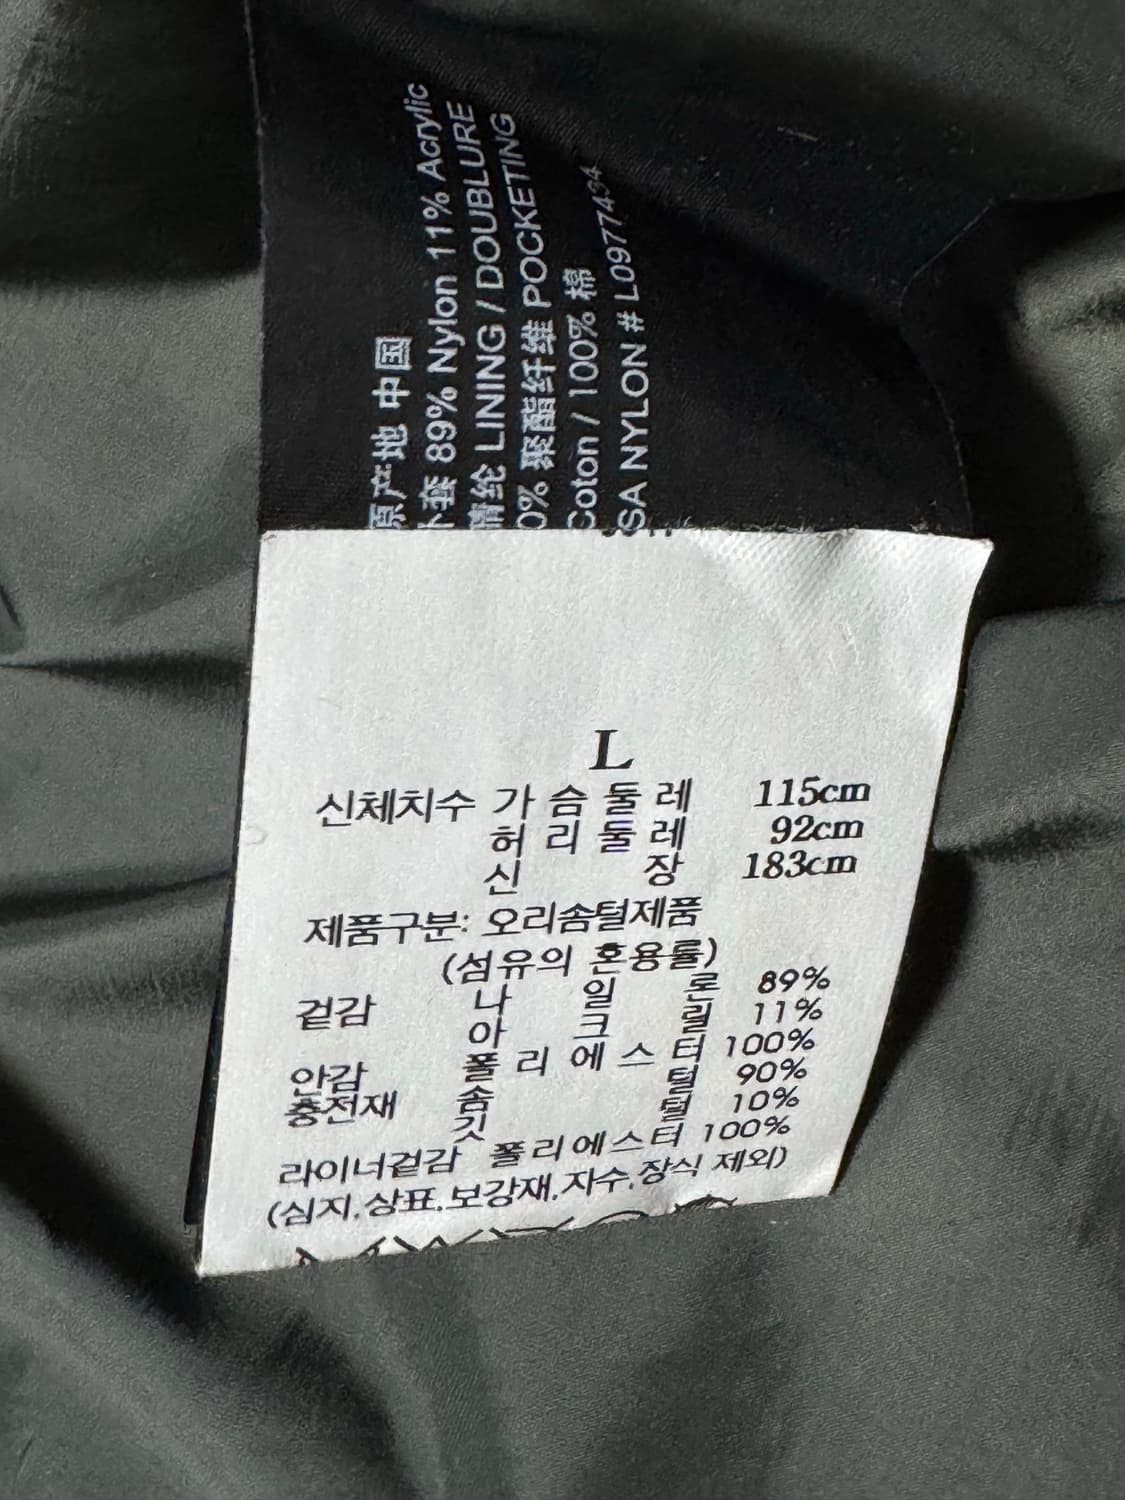 原产地 中国
套 89% Nylon 11% Acrylic
腈纶 LINING / DOUBLURE
0% 聚酯纤维 POCKETING
Coton / 100% 棉
SA NYLON # L0977434
L
신체치수 가슴둘레 115cm
허리둘레 92cm
신장 183cm
제품구분: 오리솜털제품
(섬유의 혼용률)
겉감 나일론 89%
아크릴 11%
안감 폴리에스터 100%
충전재 솜털 90%
깃털 10%
라이너겉감 폴리에스터 100%
(심지.상표.보강재.자수.장식 제외)